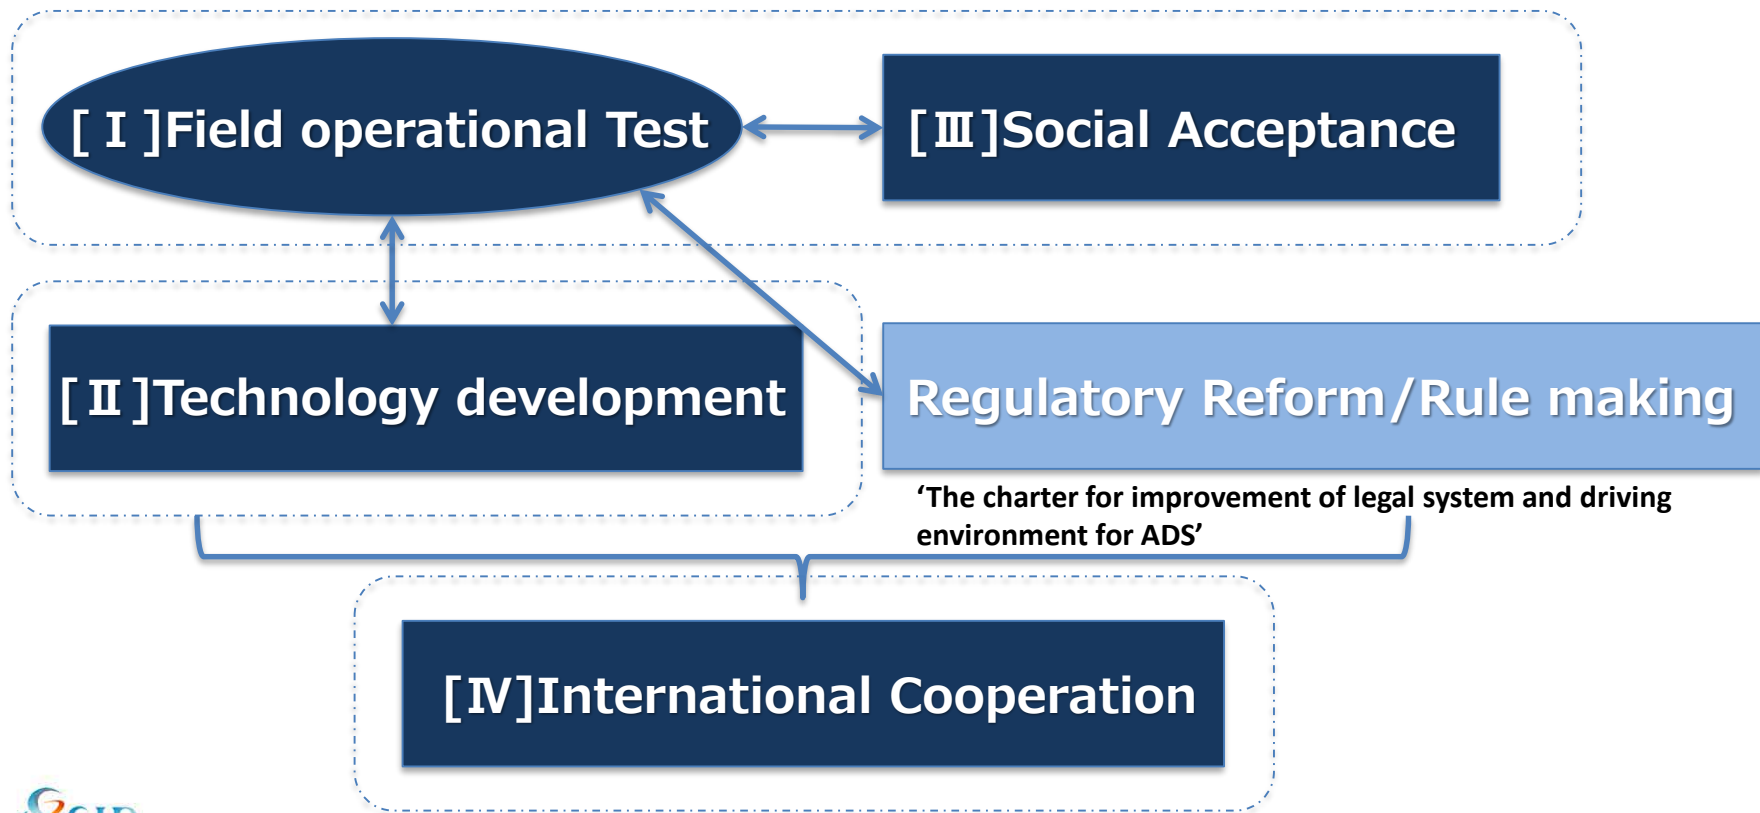 [Ⅰ]Field operational Test
[Ⅲ]Social Acceptance
[Ⅱ]Technology development
Regulatory Reform/Rule making
‘The charter for improvement of legal system and driving
environment for ADS’
[Ⅳ]International Cooperation